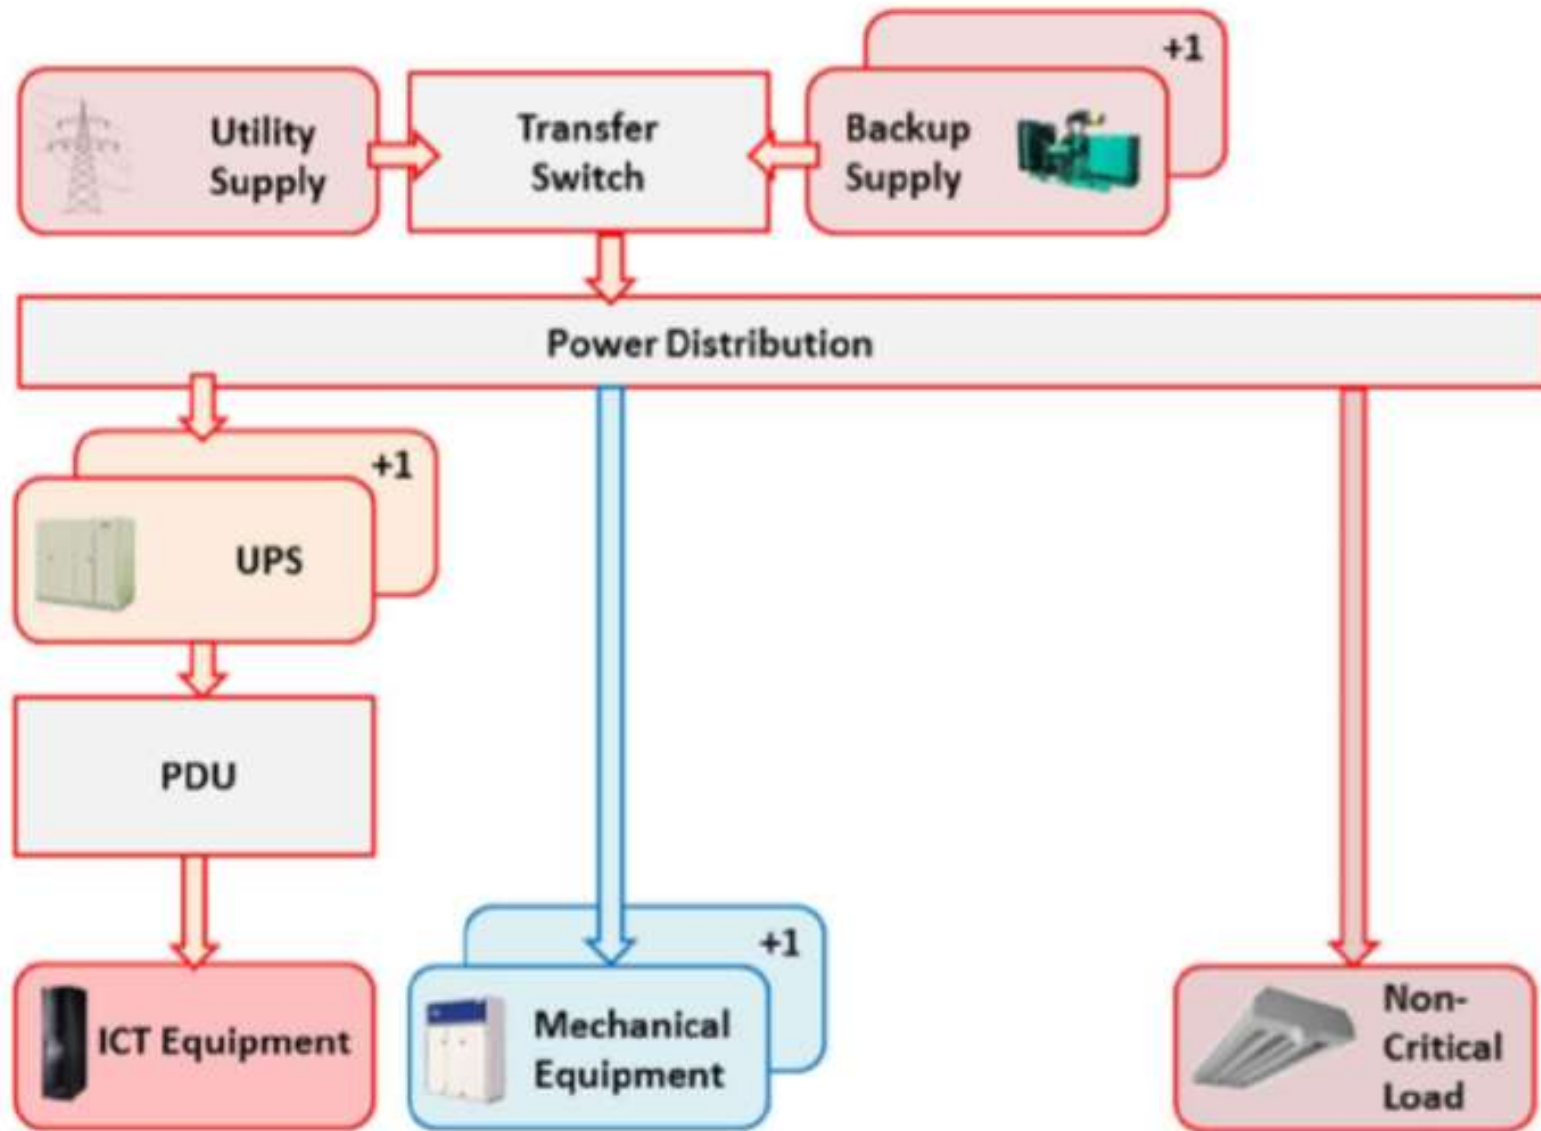 +1
Utility
Supply
Transfer
Switch
Backup
Supply
Power Distribution
+1
UPS
PDU
ICT Equipment
+1
Mechanical
Equipment
Non-
Critical
Load